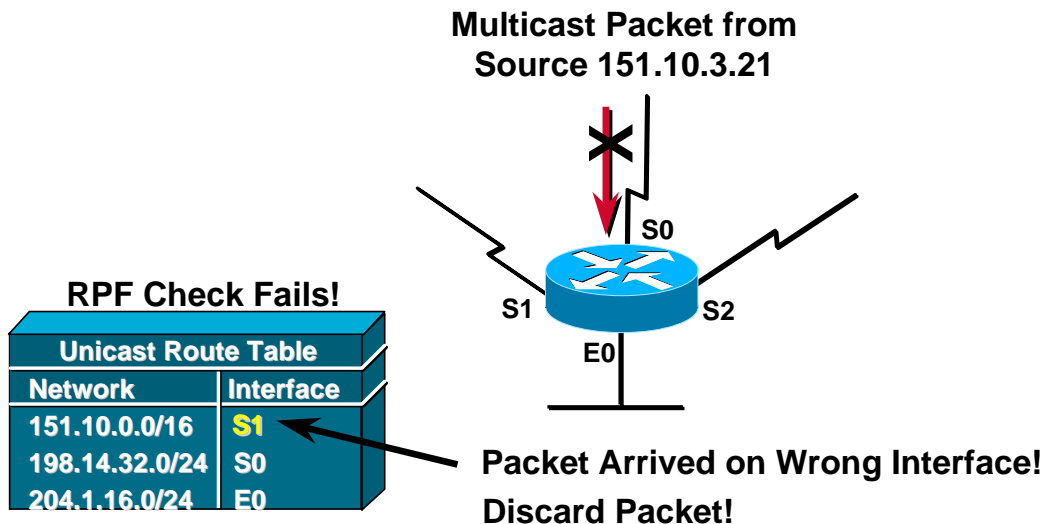 Multicast Packet from
Source 151.10.3.21
S0
S1
S2
E0
RPF Check Fails!
Unicast Route Table
Network Interface
151.10.0.0/16 S1
198.14.32.0/24 S0
204.1.16.0/24 E0
Packet Arrived on Wrong Interface!
Discard Packet!